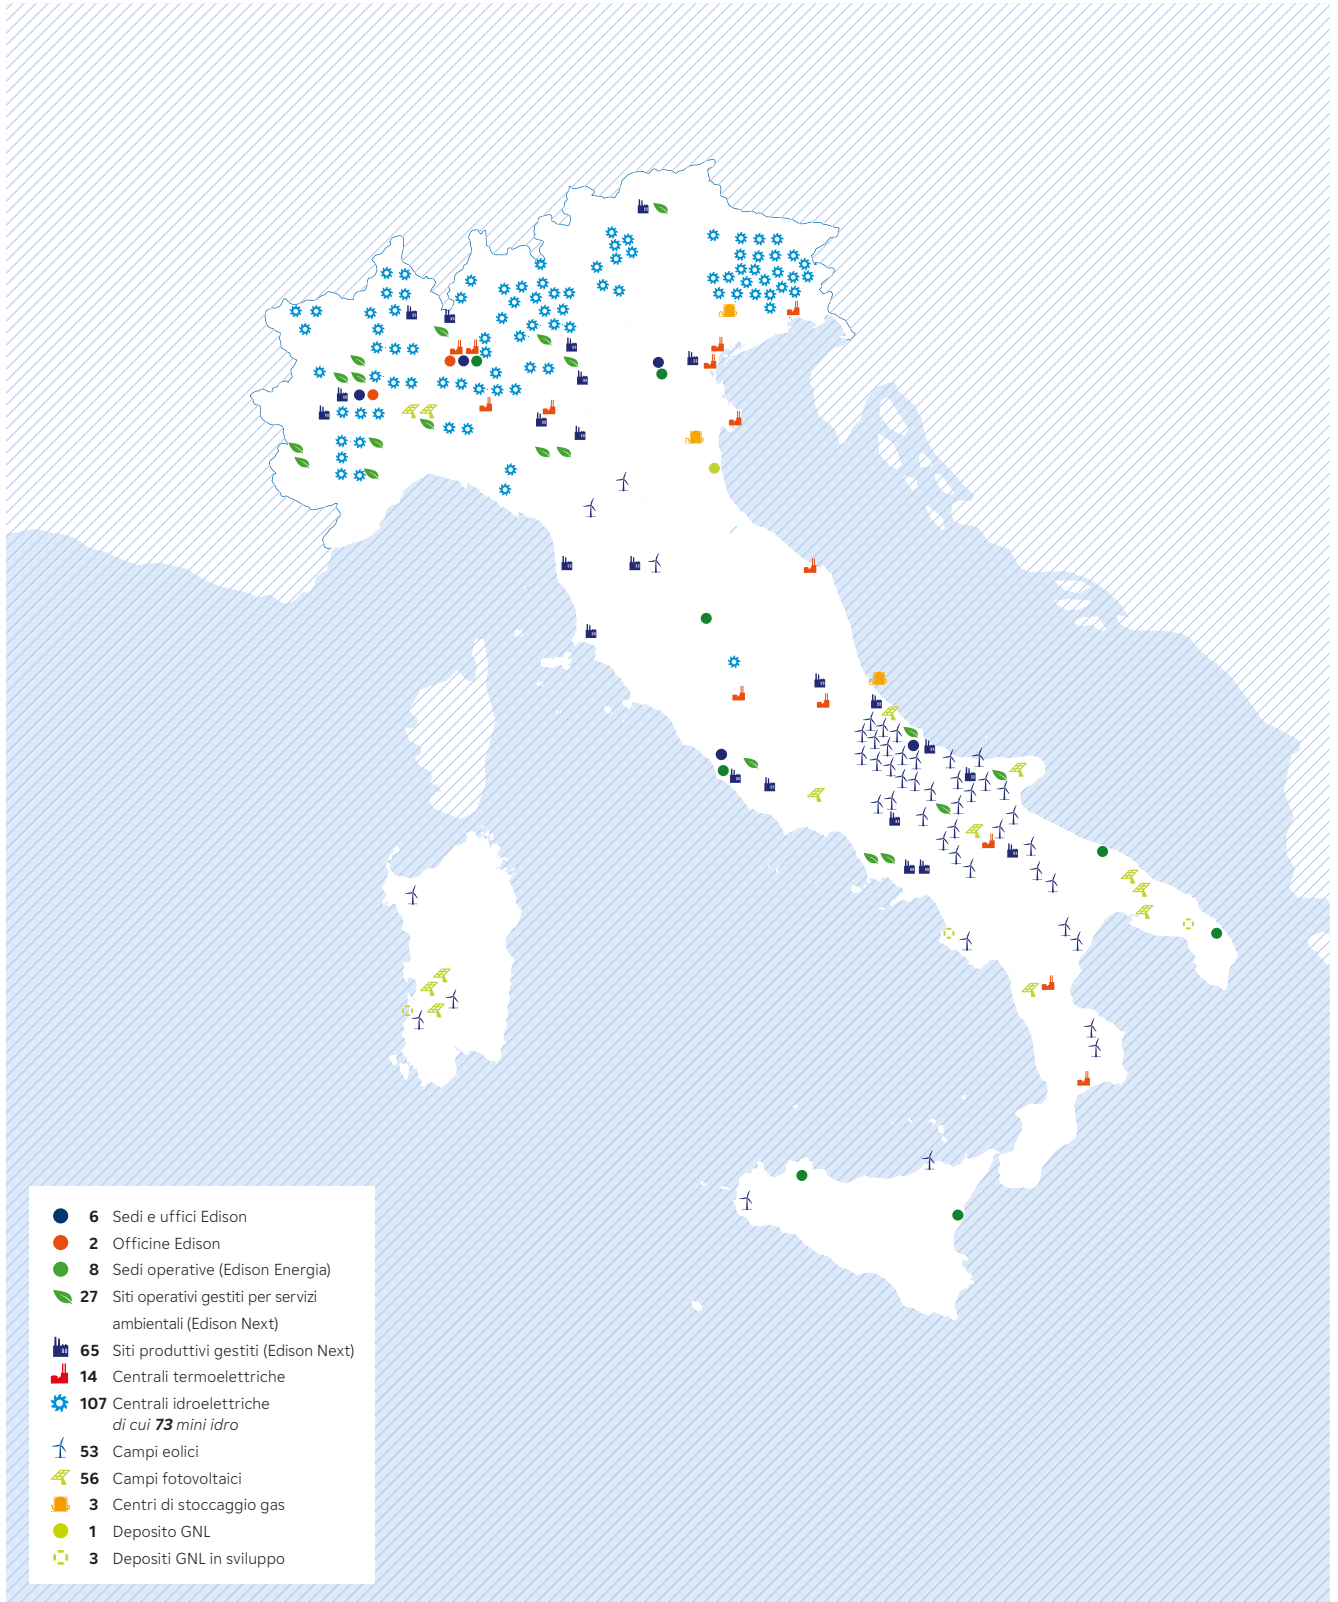 6 Sedi e uffici Edison
2 Officine Edison
8 Sedi operative (Edison Energia)
27 Siti operativi gestiti per servizi
ambientali (Edison Next)
65 Siti produttivi gestiti (Edison Next)
14 Centrali termoelettriche
107 Centrali idroelettriche
di cui 73 mini idro
53 Campi eolici
56 Campi fotovoltaici
3 Centri di stoccaggio gas
1 Deposito GNL
3 Depositi GNL in sviluppo